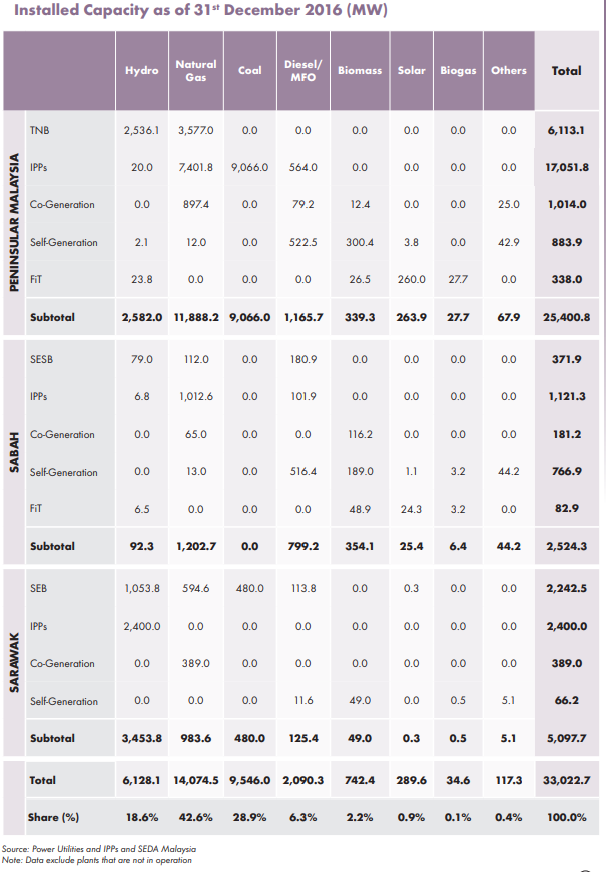 Installed Capacity as of 31st December 2016 (MW)
Hydro Natural Gas Coal Diesel/ MFO Biomass Solar Biogas Others Total
PENINSULAR MALAYSIA
TNB 2,536.1 3,577.0 0.0 0.0 0.0 0.0 0.0 0.0 6,113.1
IPPs 20.0 7,401.8 9,066.0 564.0 0.0 0.0 0.0 0.0 17,051.8
Co-Generation 0.0 897.4 0.0 79.2 12.4 0.0 0.0 25.0 1,014.0
Self-Generation 2.1 12.0 0.0 522.5 300.4 3.8 0.0 42.9 883.9
FiT 23.8 0.0 0.0 0.0 26.5 260.0 27.7 0.0 338.0
Subtotal 2,582.0 11,888.2 9,066.0 1,165.7 339.3 263.9 27.7 67.9 25,400.8
SABAH
SESB 79.0 112.0 0.0 180.9 0.0 0.0 0.0 0.0 371.9
IPPs 6.8 1,012.6 0.0 101.9 0.0 0.0 0.0 0.0 1,121.3
Co-Generation 0.0 65.0 0.0 0.0 116.2 0.0 0.0 0.0 181.2
Self-Generation 0.0 13.0 0.0 516.4 189.0 1.1 3.2 44.2 766.9
FiT 6.5 0.0 0.0 0.0 48.9 24.3 3.2 0.0 82.9
Subtotal 92.3 1,202.7 0.0 799.2 354.1 25.4 6.4 44.2 2,524.3
SARAWAK
SEB 1,053.8 594.6 480.0 113.8 0.0 0.3 0.0 0.0 2,242.5
IPPs 2,400.0 0.0 0.0 0.0 0.0 0.0 0.0 0.0 2,400.0
Co-Generation 0.0 389.0 0.0 0.0 0.0 0.0 0.0 0.0 389.0
Self-Generation 0.0 0.0 0.0 11.6 49.0 0.0 0.5 5.1 66.2
Subtotal 3,453.8 983.6 480.0 125.4 49.0 0.3 0.5 5.1 5,097.7
Total 6,128.1 14,074.5 9,546.0 2,090.3 742.4 289.6 34.6 117.3 33,022.7
Share (%) 18.6% 42.6% 28.9% 6.3% 2.2% 0.9% 0.1% 0.4% 100.0%
Source: Power Utilities and IPPs and SEDA Malaysia
Note: Data exclude plants that are not in operation